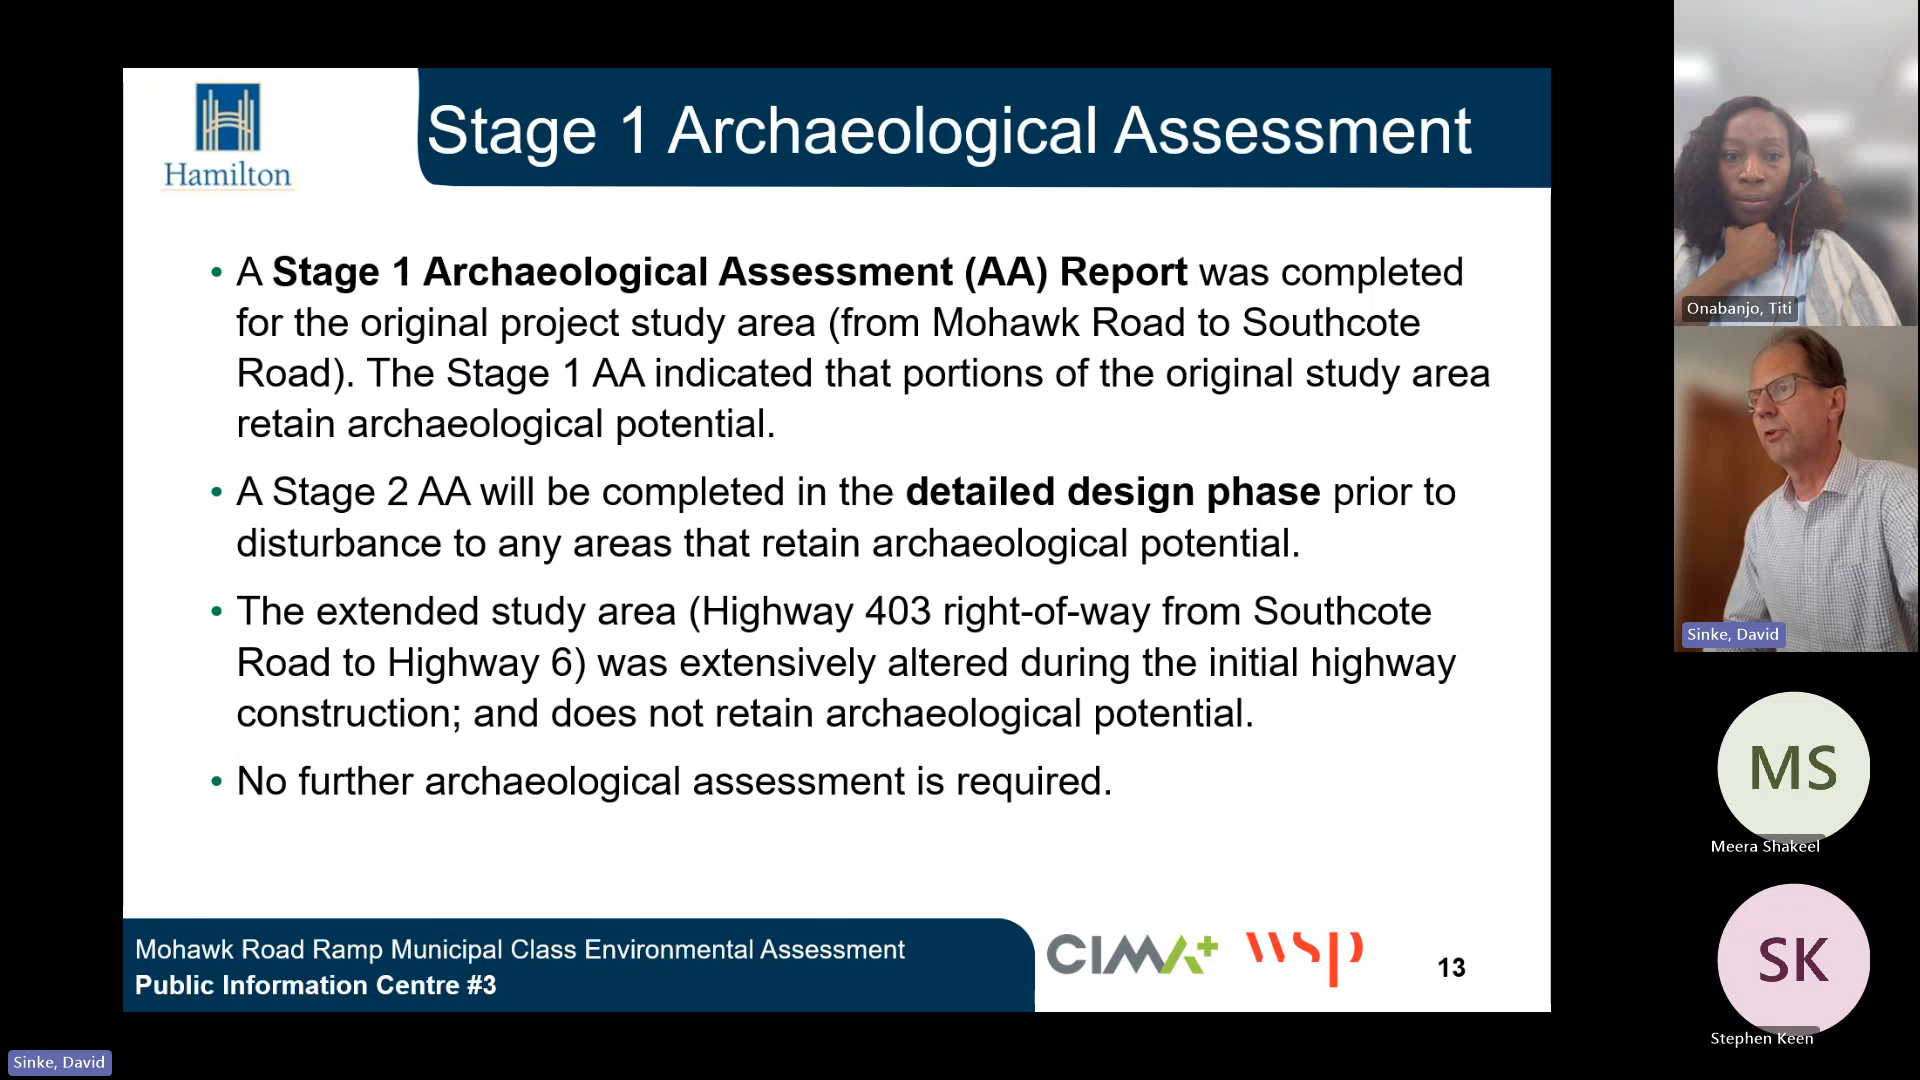 Hamilton
Stage 1 Archaeological Assessment
• A Stage 1 Archaeological Assessment (AA) Report was completed
for the original project study area (from Mohawk Road to Southcote
Road). The Stage 1 AA indicated that portions of the original study area
retain archaeological potential.
• A Stage 2 AA will be completed in the detailed design phase prior to
disturbance to any areas that retain archaeological potential.
• The extended study area (Highway 403 right-of-way from Southcote
Road to Highway 6) was extensively altered during the initial highway
construction; and does not retain archaeological potential.
• No further archaeological assessment is required.
Mohawk Road Ramp Municipal Class Environmental Assessment
Public Information Centre #3
CIMA+
wsp
13
Onabanjo, Titi
Sinke, David
MS
Meera Shakeel
SK
Stephen Keen
Sinke, David